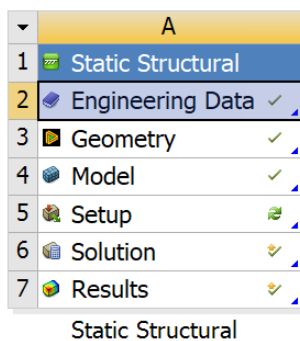 A
1 Static Structural
2 Engineering Data
3 Geometry
4 Model
5 Setup
6 Solution
7 Results
Static Structural